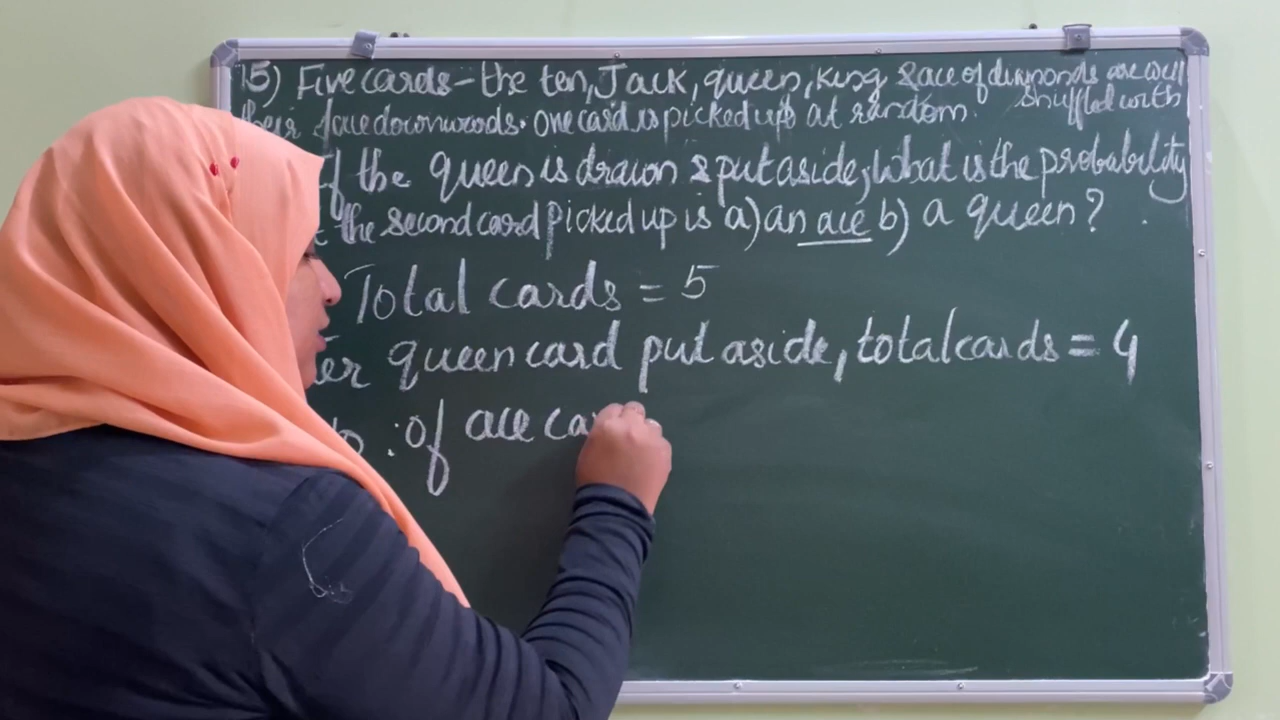 15) Five cards - the ten, Jack, queen, king & ace of diamonds are well
shuffled with
their face downwards. One card is picked up at random.
If the queen is drawn & put aside, what is the probability
the second card picked up is a) an ace b) a queen?
Total cards = 5
ter queen card put aside, total cards = 4
o. of ace ca